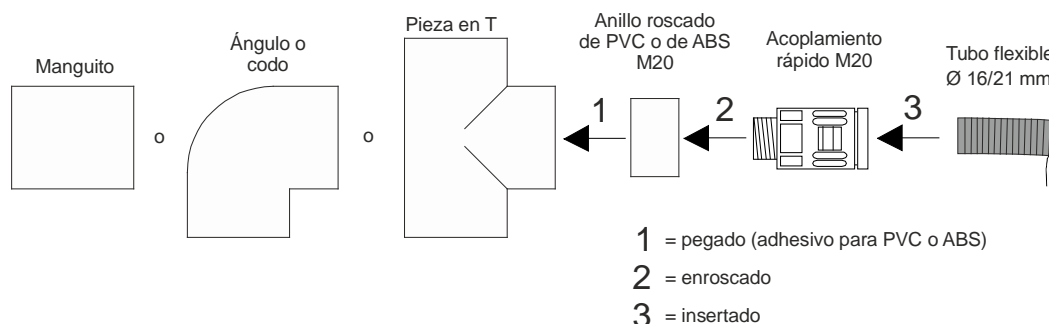 Manguito
o
Ángulo o
codo
o
Pieza en T
Anillo roscado
de PVC o de ABS
M20
Acoplamiento
rápido M20
Tubo flexible
Ø 16/21 mm
1
2
3
1 = pegado (adhesivo para PVC o ABS)
2 = enroscado
3 = insertado